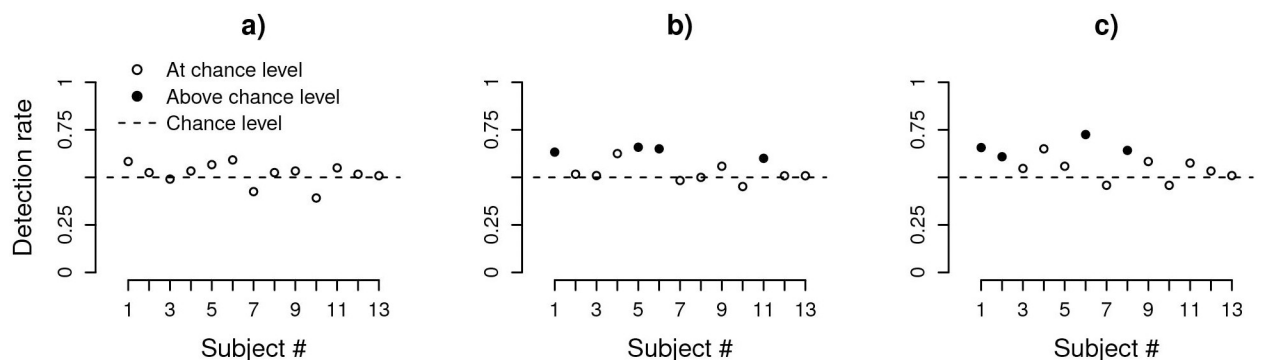 a)
At chance level
Above chance level
Chance level
Detection rate
1
0.75
0.25
0
1 3 5 7 9 11 13
Subject #
b)
1
0.75
0.25
0
1 3 5 7 9 11 13
Subject #
c)
1
0.75
0.25
0
1 3 5 7 9 11 13
Subject #